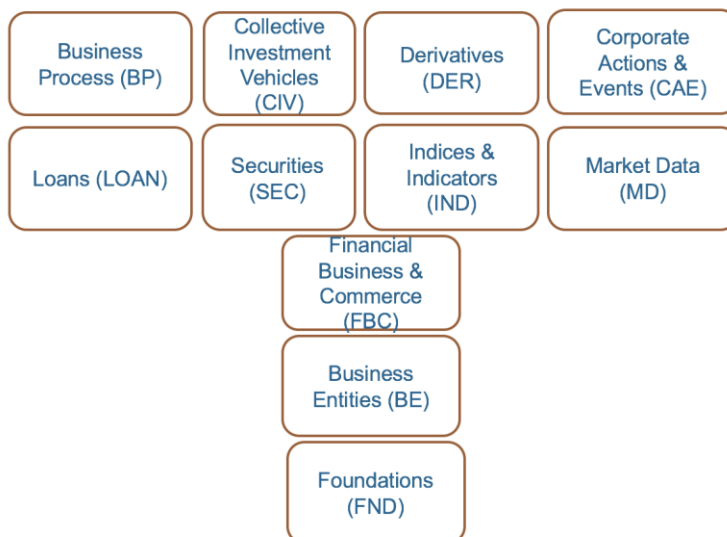 Business
Process (BP)
Collective
Investment
Vehicles
(CIV)
Derivatives
(DER)
Corporate
Actions &
Events (CAE)
Loans (LOAN)
Securities
(SEC)
Indices &
Indicators
(IND)
Market Data
(MD)
Financial
Business &
Commerce
(FBC)
Business
Entities (BE)
Foundations
(FND)